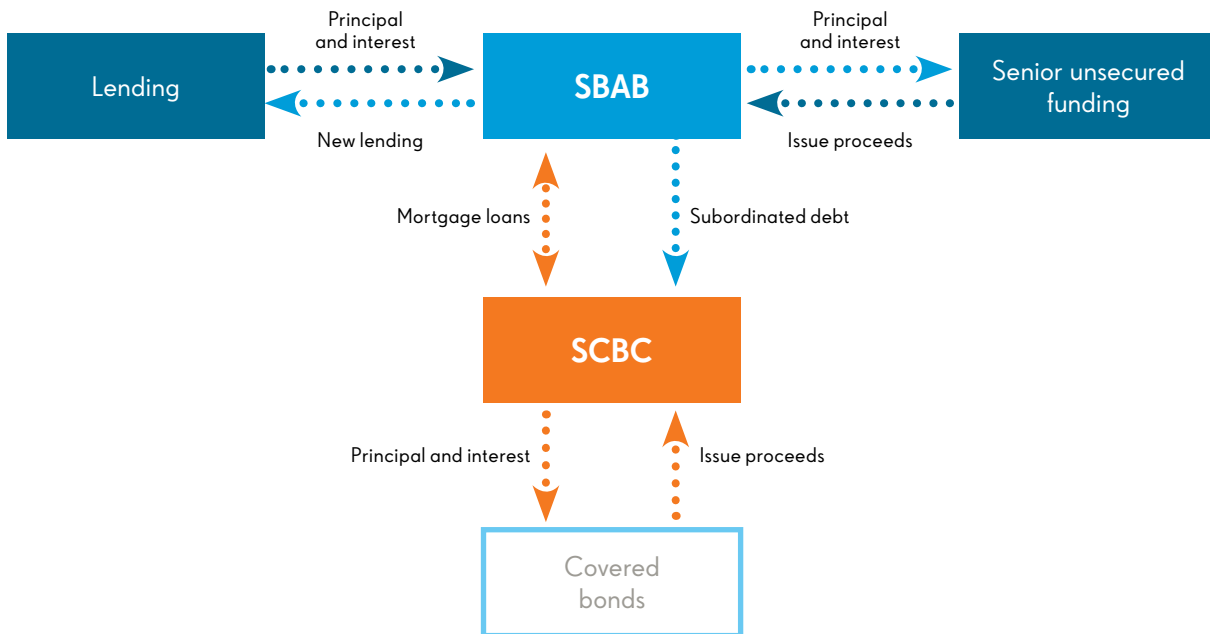 Principal
and interest
Principal
and interest
Lending
SBAB
Senior unsecured
funding
New lending
Issue proceeds
Mortgage loans
Subordinated debt
SCBC
Principal and interest
Issue proceeds
Covered
bonds